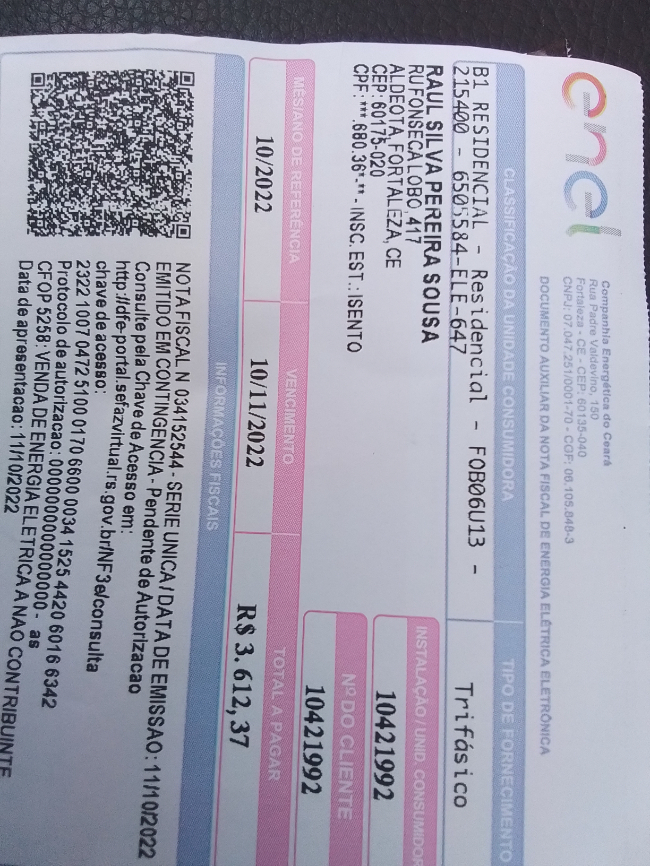 enel
Companhia Energética do Ceará
Rua Padre Valdevino, 150
Fortaleza - CE - CEP: 60135-040
CNPJ: 07.047.251/0001-70 - CGF: 06.105.848-3
DOCUMENTO AUXILIAR DA NOTA FISCAL DE ENERGIA ELÉTRICA ELETRÔNICA
CLASSIFICAÇÃO DA UNIDADE CONSUMIDORA
TIPO DE FORNECIMENTO
B1 RESIDENCIAL - Residencial - FOB06U13 -
215400 - 6505584-ELE-647
Trifásico
RAUL SILVA PEREIRA SOUSA
RU FONSECA LOBO, 417
ALDEOTA, FORTALEZA, CE
CEP: 60175-020
CPF: ***.680.36*-** - INSC. EST.: ISENTO
INSTALAÇÃO / UNID. CONSUMIDOR
10421992
Nº DO CLIENTE
10421992
MÊS/ANO DE REFERÊNCIA
VENCIMENTO
TOTAL A PAGAR
10/2022
10/11/2022
R$ 3.612,37
INFORMAÇÕES FISCAIS
NOTA FISCAL N 034152544 - SERIE UNICA / DATA DE EMISSAO: 11/10/2022
EMITIDO EM CONTINGENCIA - Pendente de Autorizacao
Consulte pela Chave de Acesso em:
http://dfe-portal.sefazvirtual.rs.gov.br/NF3e/consulta
chave de acesso:
2322 1007 0472 5100 0170 6600 0034 1525 4420 6016 6342
Protocolo de autorizacao: 0000000000000000 - as
CFOP 5258: VENDA DE ENERGIA ELETRICA A NAO CONTRIBUINTE
Data de apresentacao: 11/10/2022